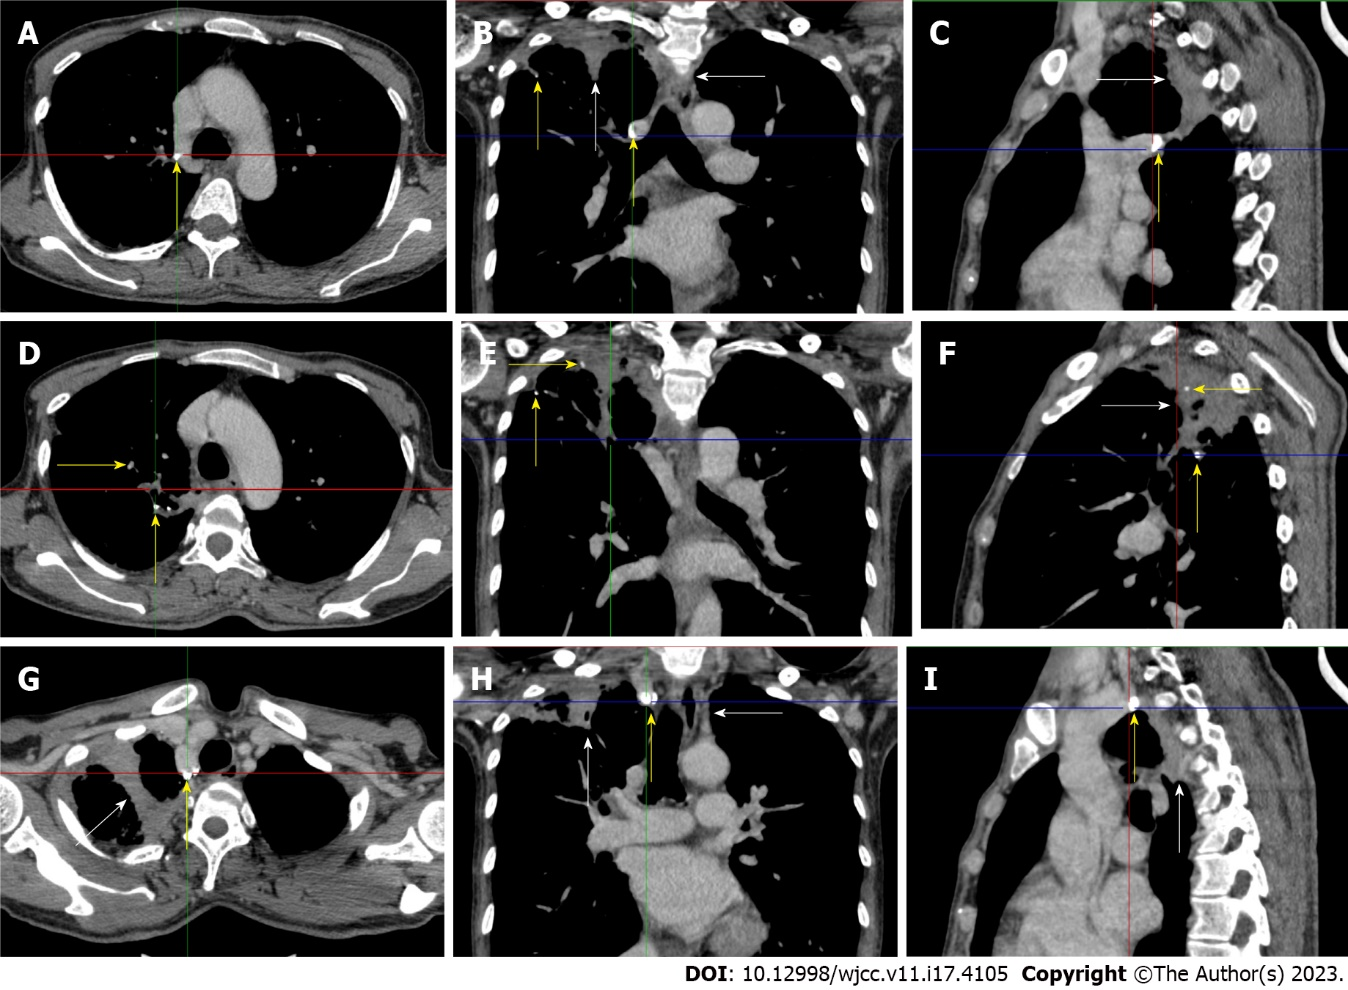 A
B
C
D
E
F
G
H
I
DOI: 10.12998/wjcc.v11.i17.4105 Copyright ©The Author(s) 2023.